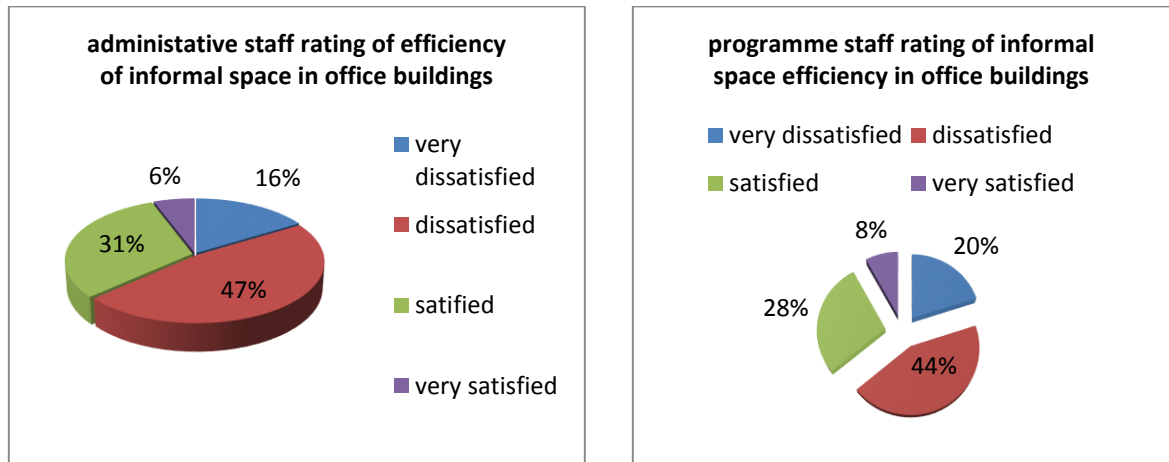 administative staff rating of efficiency
of informal space in office buildings
very
dissatisfied
dissatisfied
satified
very satisfied
6%
16%
31%
47%
programme staff rating of informal
space efficiency in office buildings
very dissatisfied dissatisfied
satisfied very satisfied
8%
20%
28%
44%